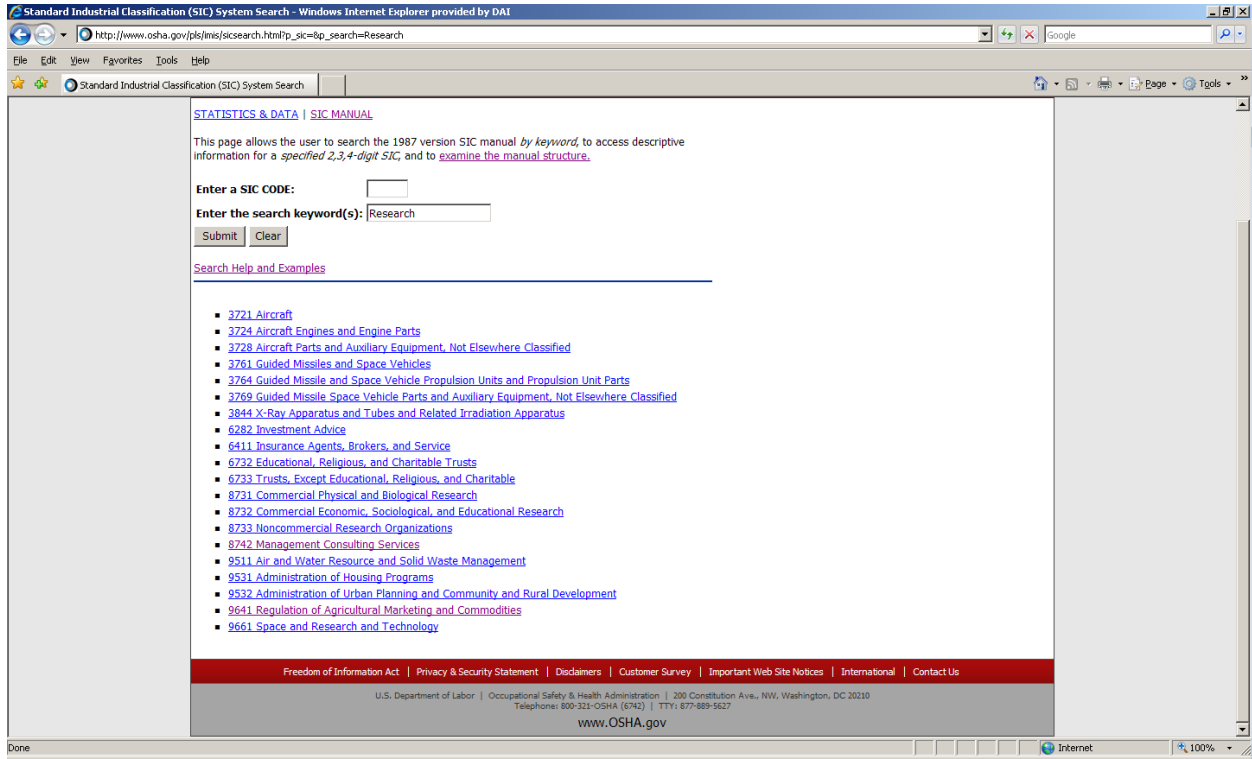 Standard Industrial Classification (SIC) System Search - Windows Internet Explorer provided by DAI
http://www.osha.gov/pls/imis/sicsearch.html?p_sic=&p_search=Research
Google
File Edit View Favorites Tools Help
Standard Industrial Classification (SIC) System Search
Page Tools »
STATISTICS & DATA | SIC MANUAL
This page allows the user to search the 1987 version SIC manual by keyword, to access descriptive
information for a specified 2,3,4-digit SIC, and to examine the manual structure.
Enter a SIC CODE:
Enter the search keyword(s): Research
Submit Clear
Search Help and Examples
3721 Aircraft
3724 Aircraft Engines and Engine Parts
3728 Aircraft Parts and Auxiliary Equipment, Not Elsewhere Classified
3761 Guided Missiles and Space Vehicles
3764 Guided Missile and Space Vehicle Propulsion Units and Propulsion Unit Parts
3769 Guided Missile Space Vehicle Parts and Auxiliary Equipment, Not Elsewhere Classified
3844 X-Ray Apparatus and Tubes and Related Irradiation Apparatus
6282 Investment Advice
6411 Insurance Agents, Brokers, and Service
6732 Educational, Religious, and Charitable Trusts
6733 Trusts, Except Educational, Religious, and Charitable
8731 Commercial Physical and Biological Research
8732 Commercial Economic, Sociological, and Educational Research
8733 Noncommercial Research Organizations
8742 Management Consulting Services
9511 Air and Water Resource and Solid Waste Management
9531 Administration of Housing Programs
9532 Administration of Urban Planning and Community and Rural Development
9641 Regulation of Agricultural Marketing and Commodities
9661 Space and Research and Technology
Freedom of Information Act | Privacy & Security Statement | Disclaimers | Customer Survey | Important Web Site Notices | International | Contact Us
U.S. Department of Labor | Occupational Safety & Health Administration | 200 Constitution Ave., NW, Washington, DC 20210
Telephone: 800-321-OSHA (6742) | TTY: 877-889-5627
www.OSHA.gov
Done Internet 100%